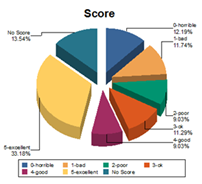 Score
No Score
13.54%
0-horrible
12.19%
1-bad
11.74%
2-poor
9.03%
3-ok
11.29%
4-good
9.03%
5-excellent
33.18%
0-horrible 1-bad 2-poor 3-ok
4-good 5-excellent No Score